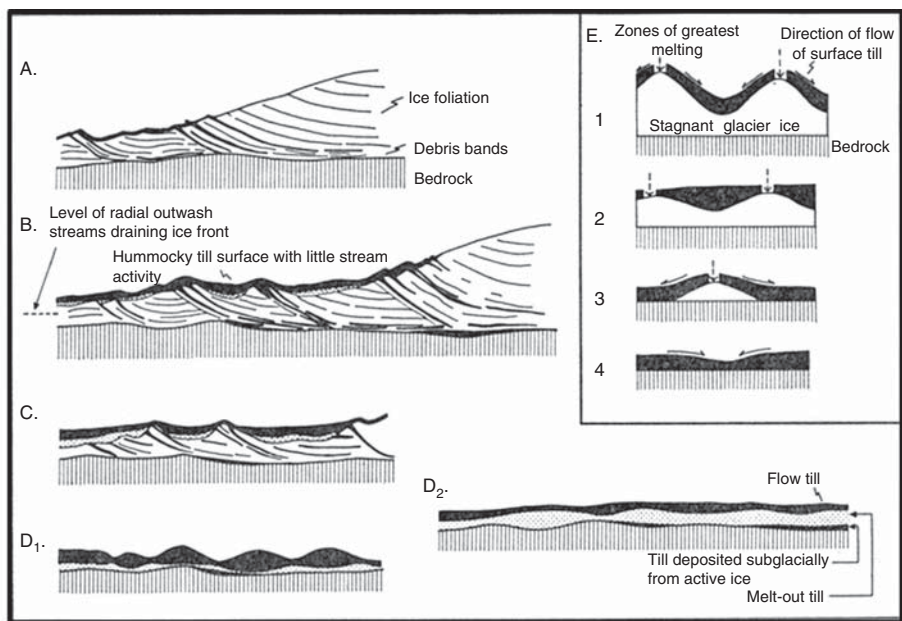 A.
Ice foliation
Debris bands
Bedrock
Level of radial outwash
streams draining ice front
B.
Hummocky till surface with little stream
activity
C.
D1.
D2.
Flow till
Till deposited subglacially
from active ice
Melt-out till
E.
Zones of greatest
melting
Direction of flow
of surface till
1
Stagnant glacier ice
Bedrock
2
3
4